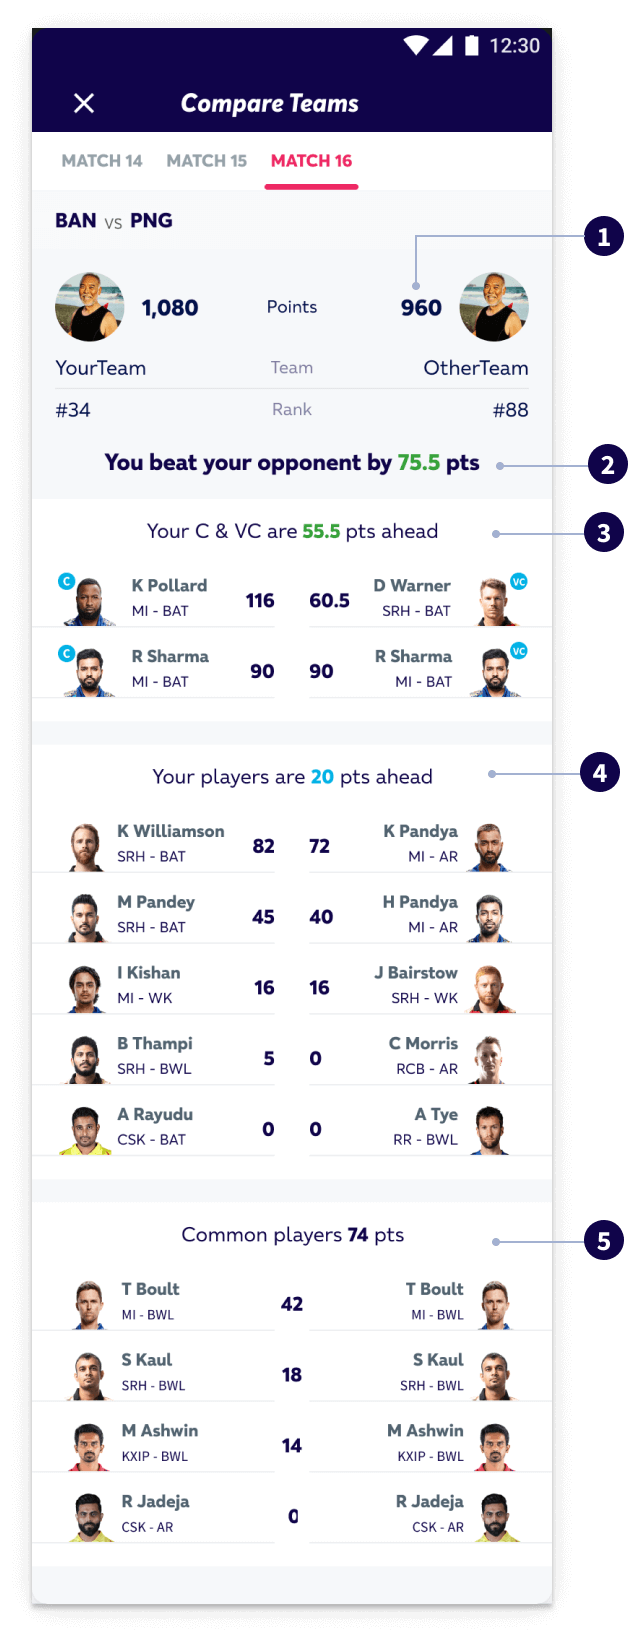 12:30
Compare Teams
MATCH 14 MATCH 15 MATCH 16
BAN vs PNG
1
1,080 Points 960
YourTeam Team OtherTeam
#34 Rank #88
You beat your opponent by 75.5 pts
2
Your C & VC are 55.5 pts ahead
3
C K Pollard 116 60.5 D Warner VC
MI - BAT SRH - BAT
C R Sharma 90 90 R Sharma VC
MI - BAT MI - BAT
Your players are 20 pts ahead
4
K Williamson 82 72 K Pandya
SRH - BAT MI - AR
M Pandey 45 40 H Pandya
SRH - BAT MI - AR
I Kishan 16 16 J Bairstow
MI - WK SRH - WK
B Thampi 5 0 C Morris
SRH - BWL RCB - AR
A Rayudu 0 0 A Tye
CSK - BAT RR - BWL
Common players 74 pts
5
T Boult 42 T Boult
MI - BWL MI - BWL
S Kaul 18 S Kaul
SRH - BWL SRH - BWL
M Ashwin 14 M Ashwin
KXIP - BWL KXIP - BWL
R Jadeja 0 R Jadeja
CSK - AR CSK - AR